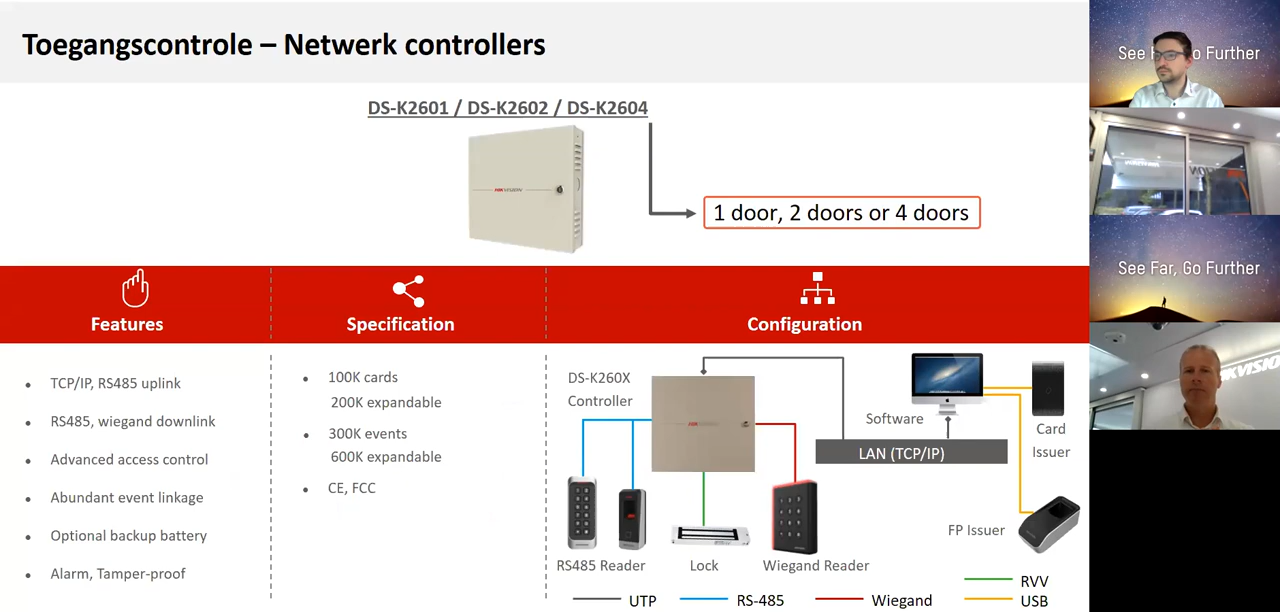 Toegangscontrole – Netwerk controllers
DS-K2601 / DS-K2602 / DS-K2604
HIKVISION
1 door, 2 doors or 4 doors
Features
Specification
Configuration
TCP/IP, RS485 uplink
RS485, wiegand downlink
Advanced access control
Abundant event linkage
Optional backup battery
Alarm, Tamper-proof
100K cards
200K expandable
300K events
600K expandable
CE, FCC
DS-K260X
Controller
Software
LAN (TCP/IP)
Card
Issuer
FP Issuer
RS485 Reader
Lock
Wiegand Reader
UTP
RS-485
Wiegand
RVV
USB
See Further
See Far, Go Further
HIKVISION